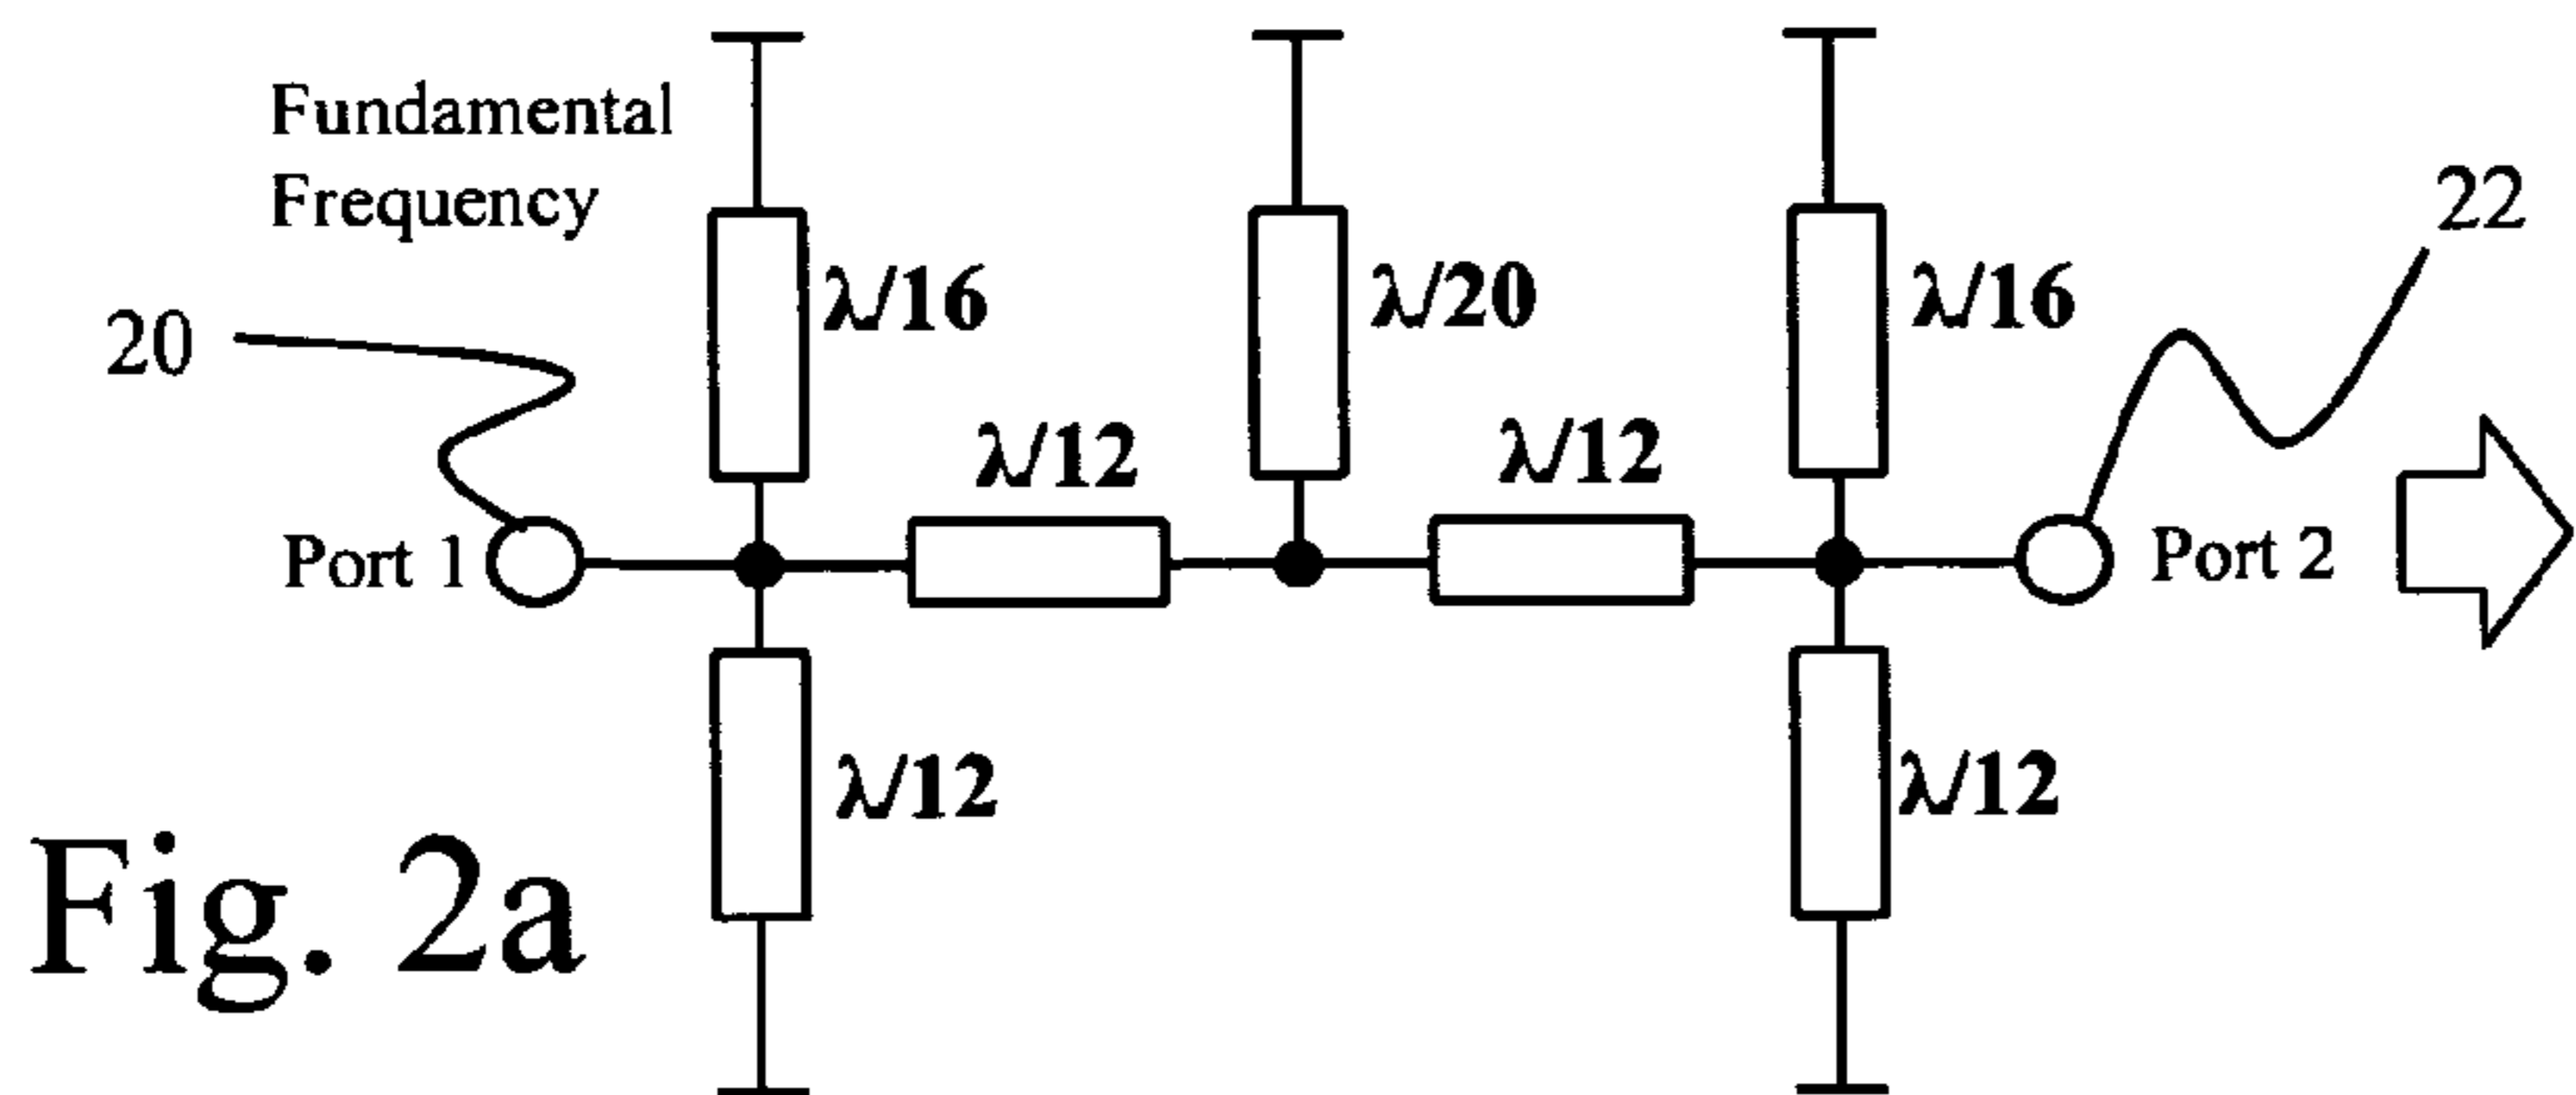 Fundamental
Frequency
20
λ/16
λ/20
λ/16
22
λ/12
λ/12
Port 1
Port 2
λ/12
λ/12
Fig. 2a